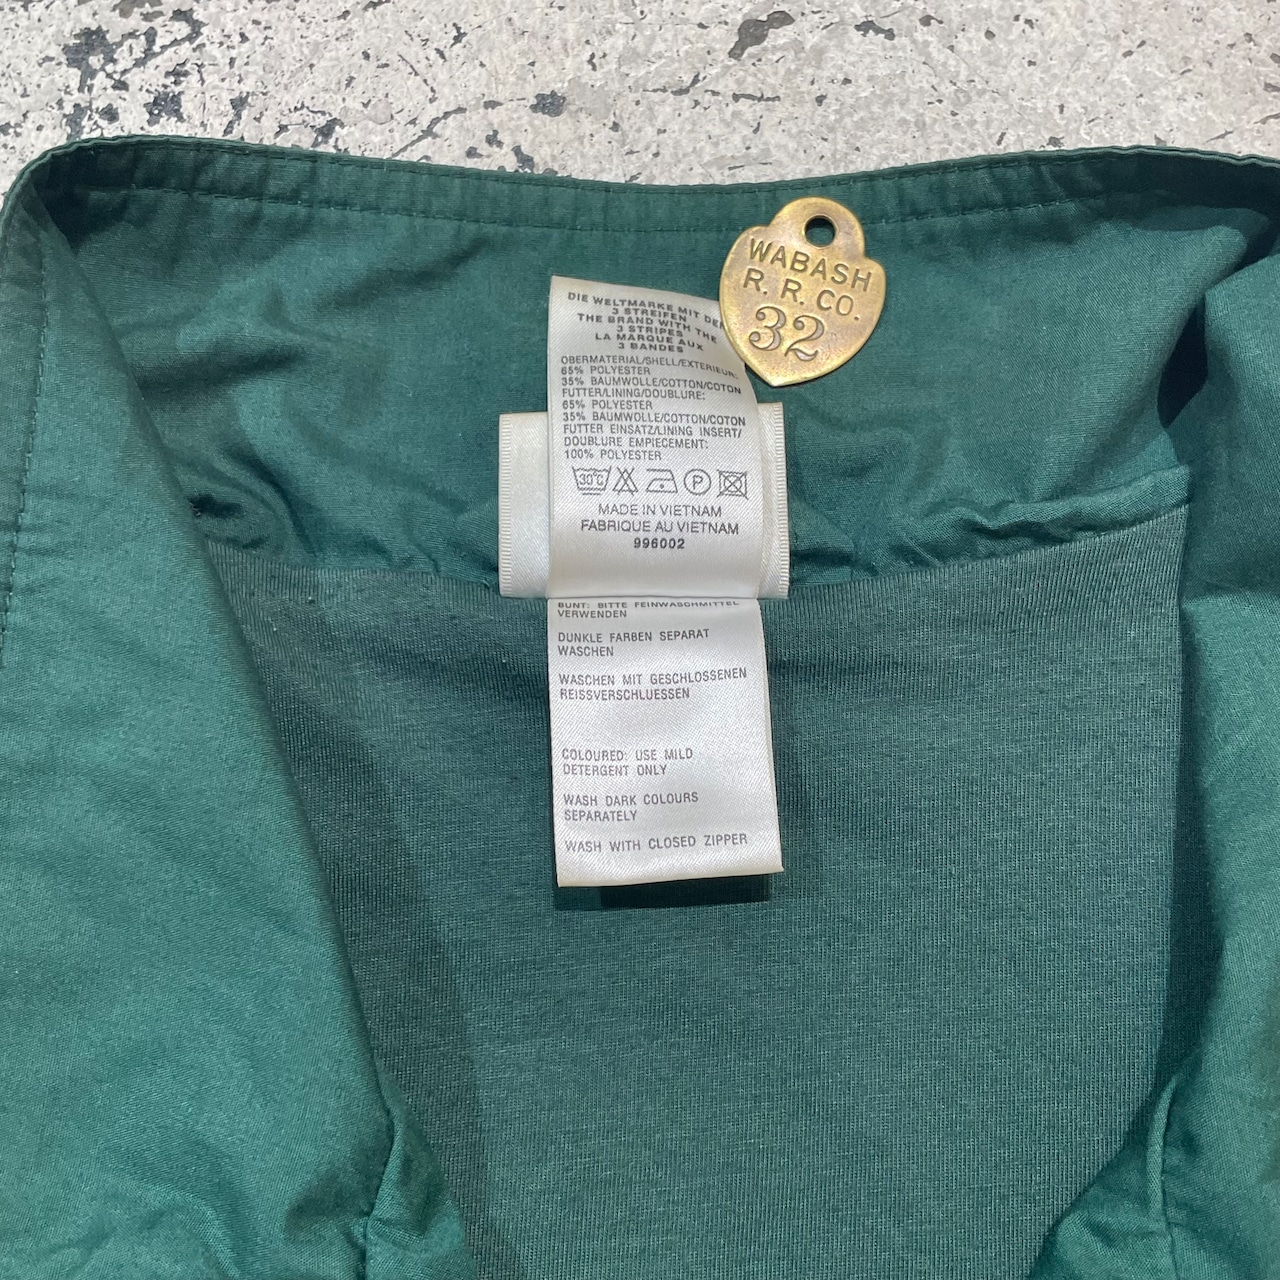 WABASH
R. R. CO.
32
DIE WELTMARKE MIT DEN
3 STREIFEN
THE BRAND WITH THE
3 STRIPES
LA MARQUE AUX
3 BANDES
OBERMATERIAL/SHELL/EXTERIEUR:
65% POLYESTER
35% BAUMWOLLE/COTTON/COTON
FUTTER/LINING/DOUBLURE:
65% POLYESTER
35% BAUMWOLLE/COTTON/COTON
FUTTER EINSATZ/LINING INSERT/
DOUBLURE EMPIECEMENT:
100% POLYESTER
30°C P
MADE IN VIETNAM
FABRIQUE AU VIETNAM
996002
BUNT: BITTE FEINWASCHMITTEL
VERWENDEN
DUNKLE FARBEN SEPARAT
WASCHEN
WASCHEN MIT GESCHLOSSENEN
REISSVERSCHLUESSEN
COLOURED: USE MILD
DETERGENT ONLY
WASH DARK COLOURS
SEPARATELY
WASH WITH CLOSED ZIPPER